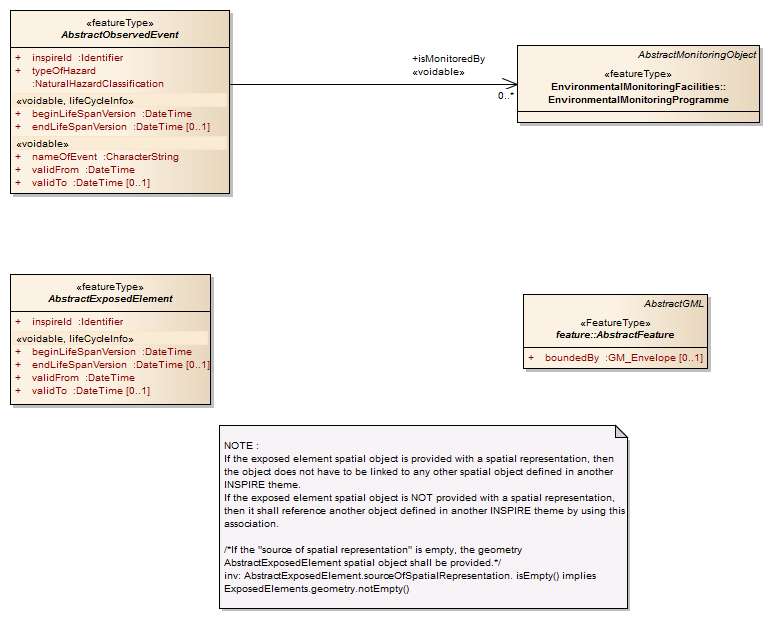 «featureType»
AbstractObservedEvent
+ inspireId :Identifier
+ typeOfHazard
:NaturalHazardClassification
«voidable, lifeCycleInfo»
+ beginLifeSpanVersion :DateTime
+ endLifeSpanVersion :DateTime [0..1]
«voidable»
+ nameOfEvent :CharacterString
+ validFrom :DateTime
+ validTo :DateTime [0..1]
+isMonitoredBy
«voidable»
0..*
AbstractMonitoringObject
«featureType»
EnvironmentalMonitoringFacilities::
EnvironmentalMonitoringProgramme
«featureType»
AbstractExposedElement
+ inspireId :Identifier
«voidable, lifeCycleInfo»
+ beginLifeSpanVersion :DateTime
+ endLifeSpanVersion :DateTime [0..1]
+ validFrom :DateTime
+ validTo :DateTime [0..1]
AbstractGML
«FeatureType»
feature::AbstractFeature
+ boundedBy :GM_Envelope [0..1]
NOTE :
If the exposed element spatial object is provided with a spatial representation, then
the object does not have to be linked to any other spatial object defined in another
INSPIRE theme.
If the exposed element spatial object is NOT provided with a spatial representation,
then it shall reference another object defined in another INSPIRE theme by using this
association.
/*If the "source of spatial representation" is empty, the geometry
AbstractExposedElement spatial object shall be provided.*/
inv: AbstractExposedElement.sourceOfSpatialRepresentation. isEmpty() implies
ExposedElements.geometry.notEmpty()